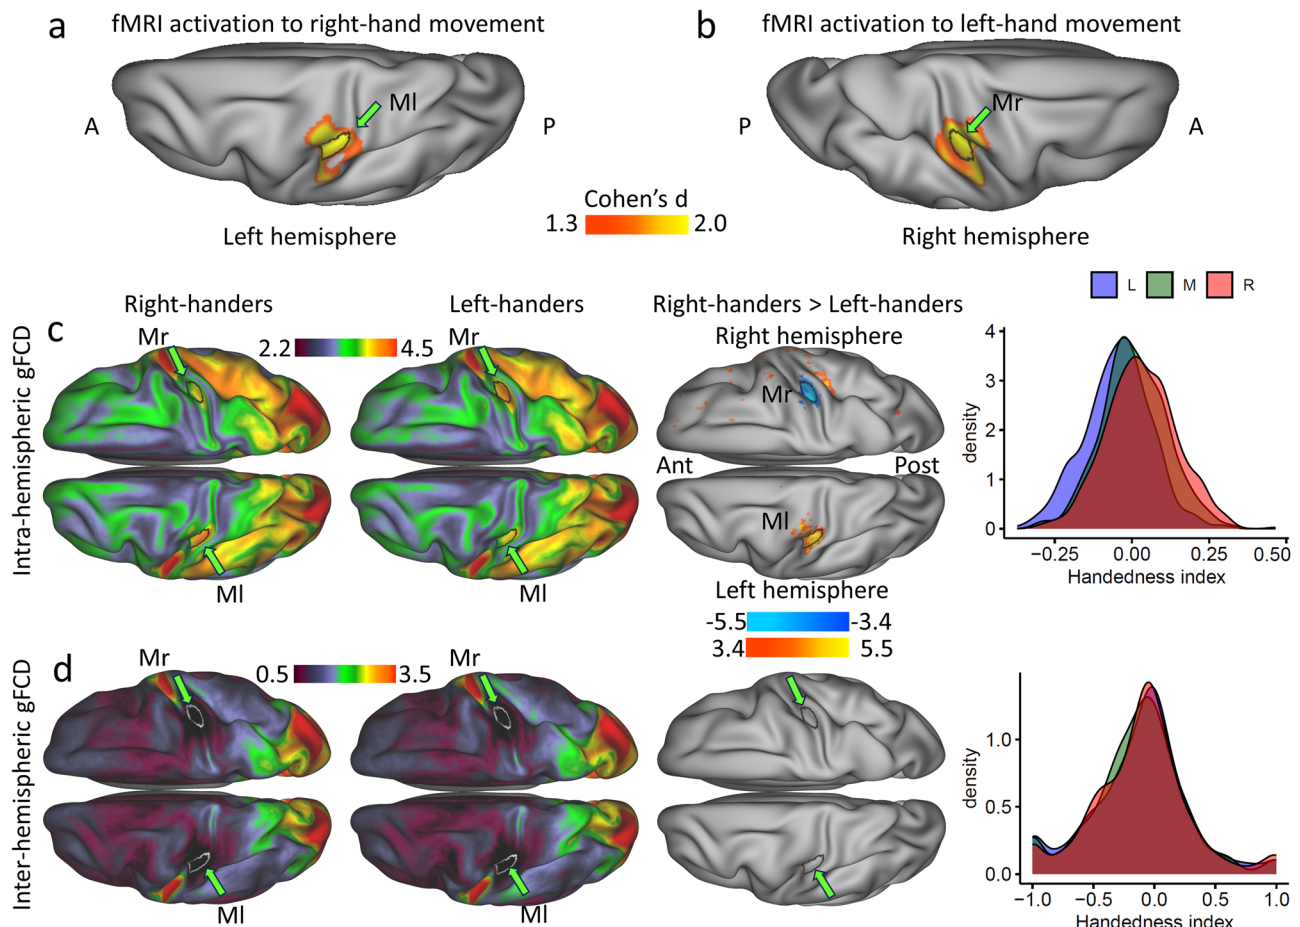 a fMRI activation to right-hand movement
Ml
A
P
Left hemisphere
b fMRI activation to left-hand movement
Mr
P
A
Right hemisphere
Cohen's d
1.3 2.0
L M R
Right-handers Left-handers Right-handers > Left-handers
Right hemisphere
c
Intra-hemispheric gFCD
Mr
2.2 4.5
Mr
Mr
Ant Post
Ml
Ml
Ml
Left hemisphere
-5.5 -3.4
3.4 5.5
density
4
3
2
1
0
−0.25 0.00 0.25 0.50
Handedness index
d
Inter-hemispheric gFCD
Mr
0.5 3.5
Mr
Ml
Ml
density
1.0
0.5
0.0
−1.0 −0.5 0.0 0.5 1.0
Handedness index